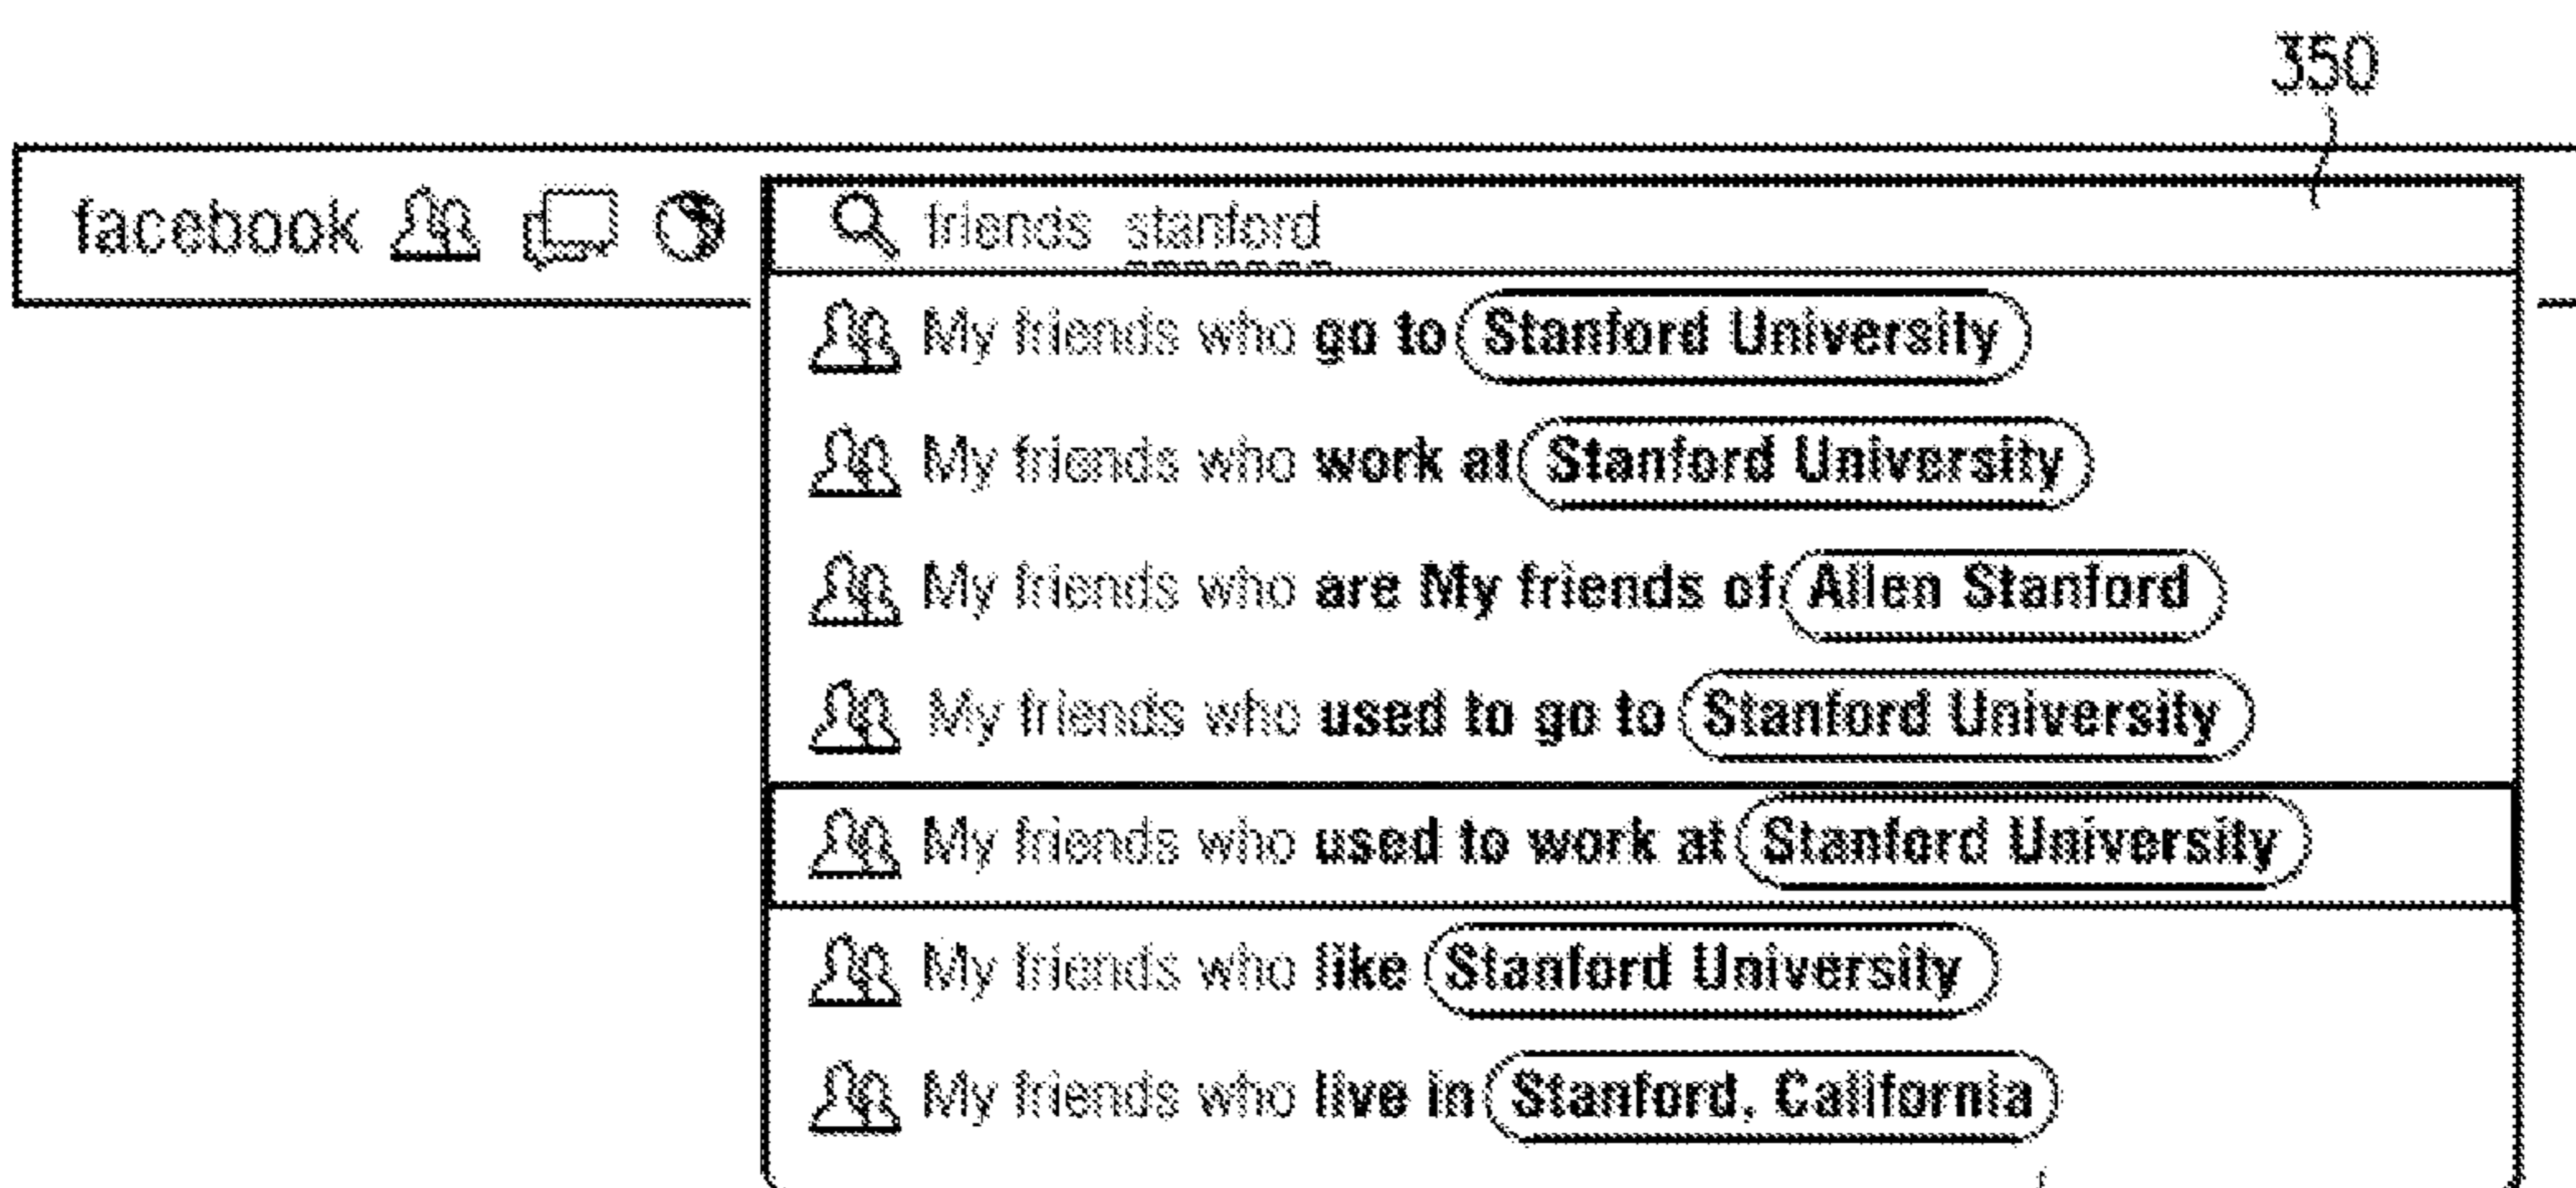 350
facebook friends stanford
My friends who go to Stanford University
My friends who work at Stanford University
My friends who are My friends of Allen Stanford
My friends who used to go to Stanford University
My friends who used to work at Stanford University
My friends who like Stanford University
My friends who live in Stanford, California